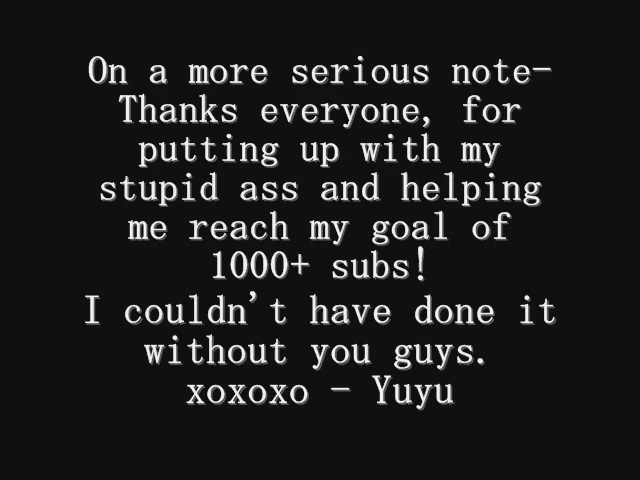 On a more serious note-
Thanks everyone, for
putting up with my
stupid ass and helping
me reach my goal of
1000+ subs!
I couldn't have done it
without you guys.
xoxoxo - Yuyu